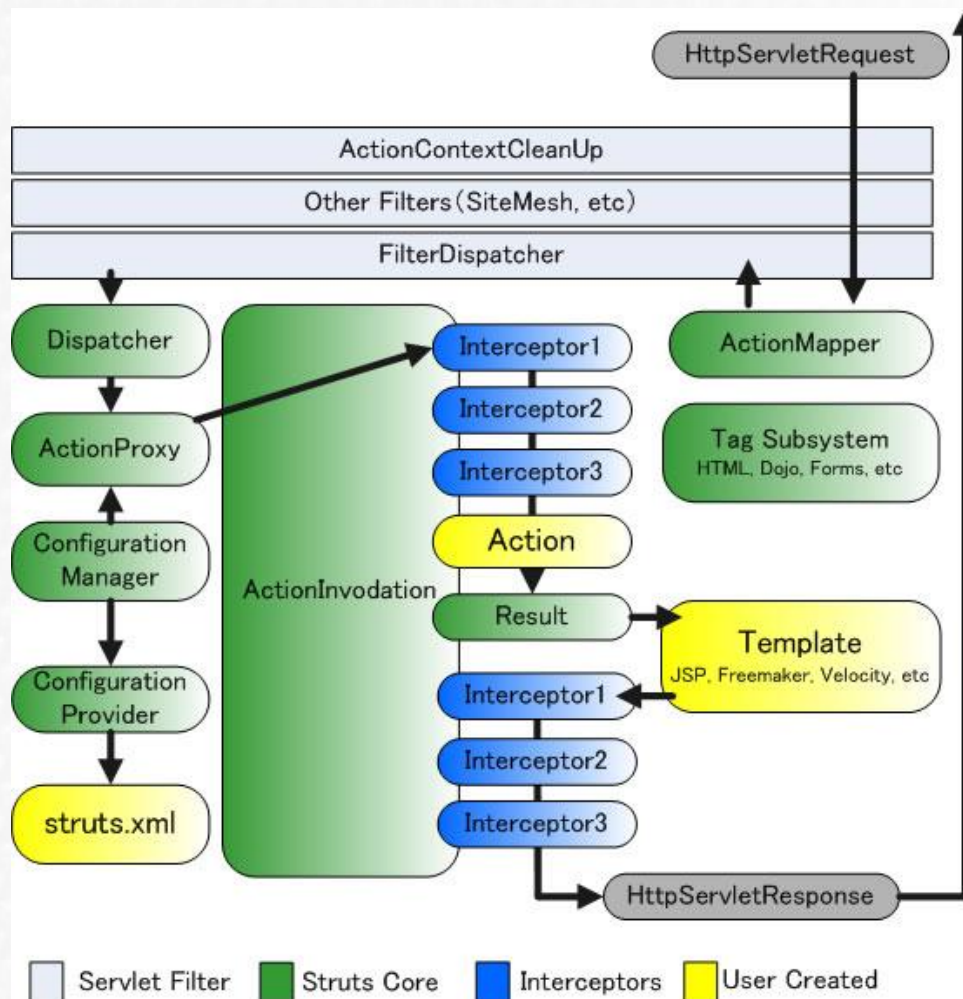 HttpServletRequest
ActionContextCleanUp
Other Filters(SiteMesh, etc)
FilterDispatcher
Dispatcher
ActionProxy
Configuration
Manager
Configuration
Provider
struts.xml
ActionInvodation
Interceptor1
Interceptor2
Interceptor3
Action
Result
Interceptor1
Interceptor2
Interceptor3
ActionMapper
Tag Subsystem
HTML, Dojo, Forms, etc
Template
JSP, Freemaker, Velocity, etc
HttpServletResponse
Servlet Filter
Struts Core
Interceptors
User Created